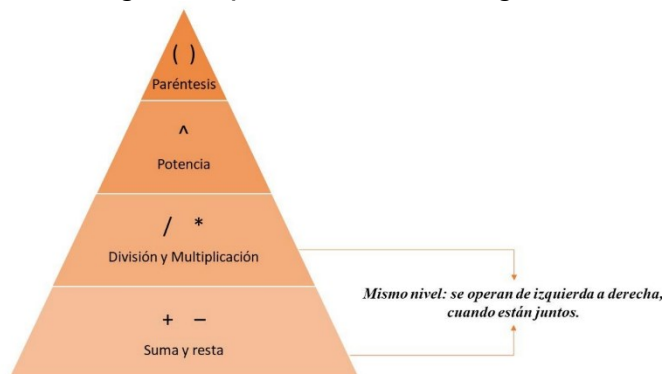 ( )
Paréntesis
^
Potencia
/ *
División y Multiplicación
Mismo nivel: se operan de izquierda a derecha,
cuando están juntos.
+ –
Suma y resta